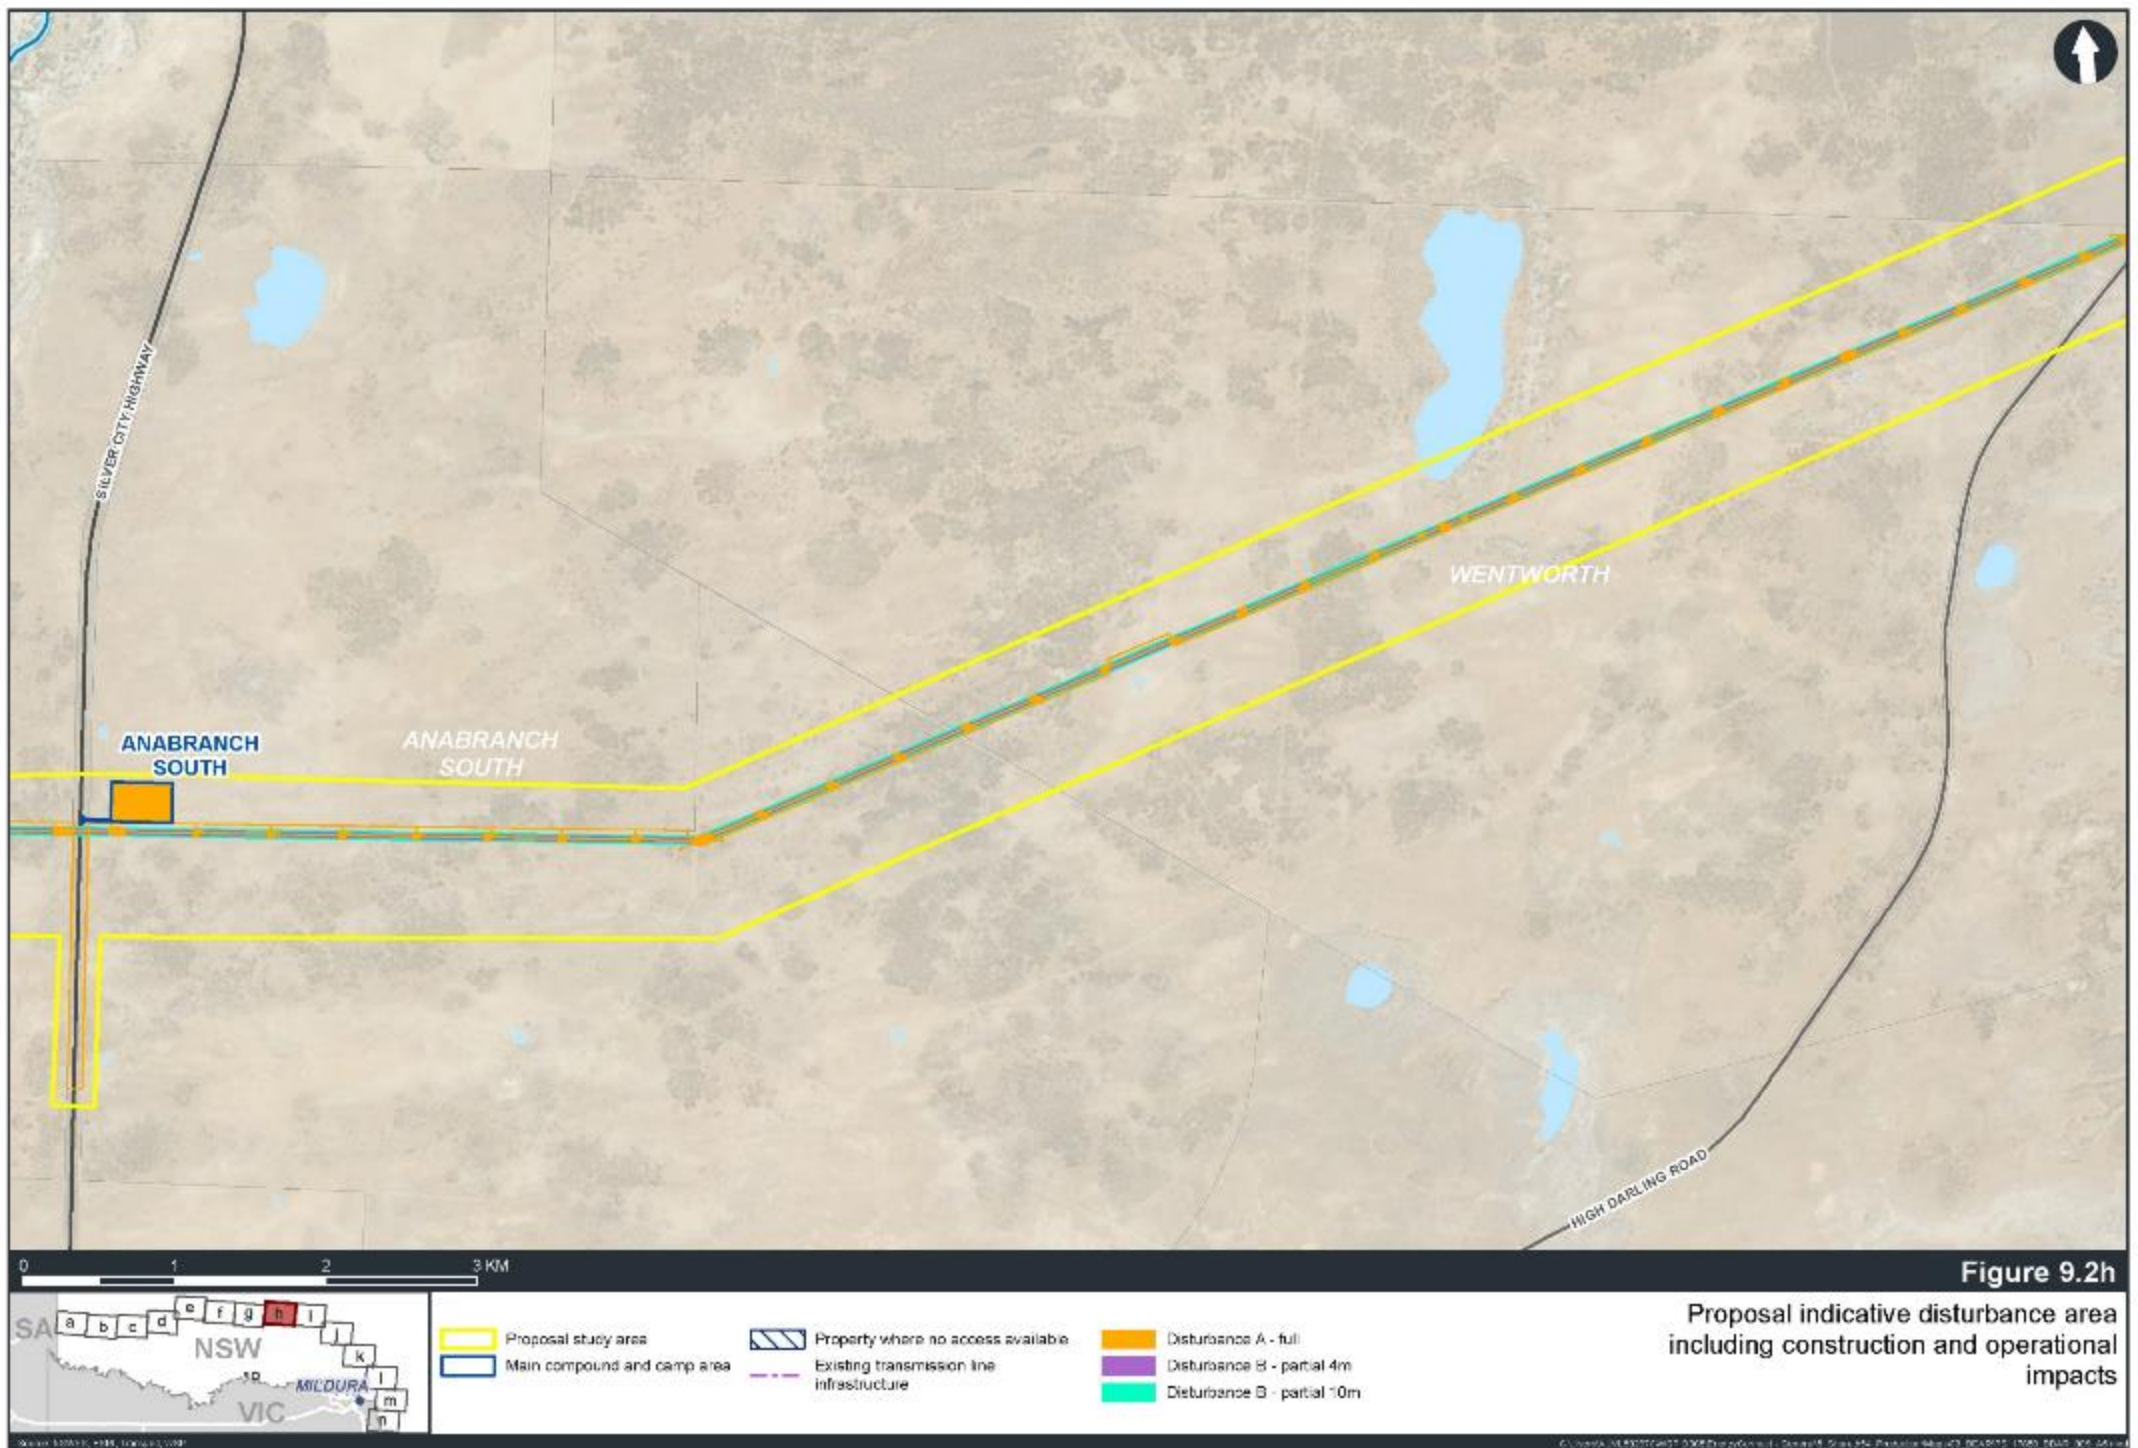 SILVER CITY HIGHWAY
WENTWORTH
ANABRANCH
SOUTH
ANABRANCH
SOUTH
HIGH DARLING ROAD
0 1 2 3 KM
Figure 9.2h
Proposal indicative disturbance area
including construction and operational
impacts
SA
a b c d e f g h i
j
k
l
m
n
NSW
MILDURA
VIC
Proposal study area
Main compound and camp area
Property where no access available
Existing transmission line
infrastructure
Disturbance A - full
Disturbance B - partial 4m
Disturbance B - partial 10m